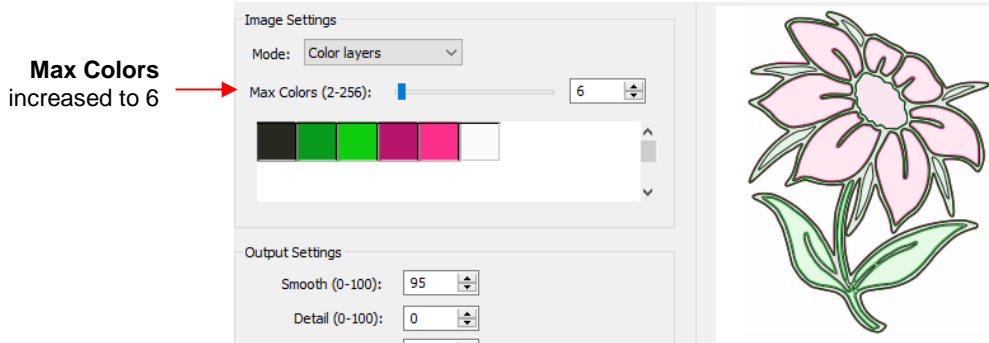 Image Settings
Mode: Color layers
Max Colors
increased to 6
Max Colors (2-256): 6
Output Settings
Smooth (0-100): 95
Detail (0-100): 0